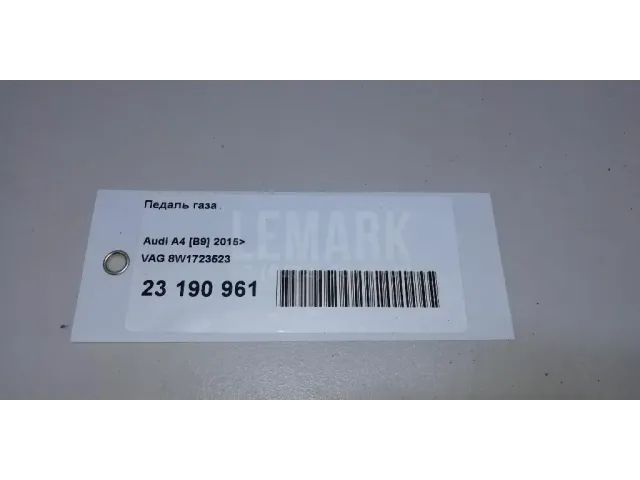 Педаль газа
LEMARK
Audi A4 [B9] 2015>
VAG 8W1723523
23 190 961